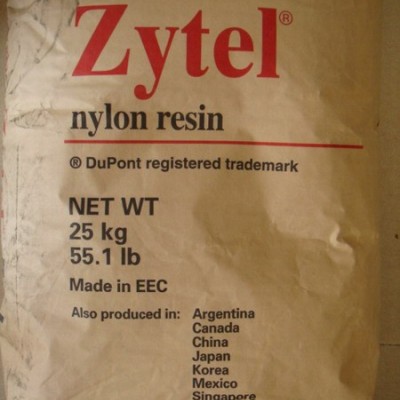 Zytel®
nylon resin
® DuPont registered trademark
NET WT
25 kg
55.1 lb
Made in EEC
Also produced in: Argentina
Canada
China
Japan
Korea
Mexico
Singapore